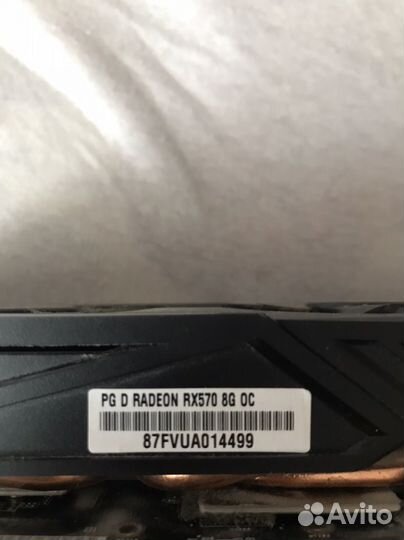 PG D RADEON RX570 8G OC
87FVUA014499
Avito